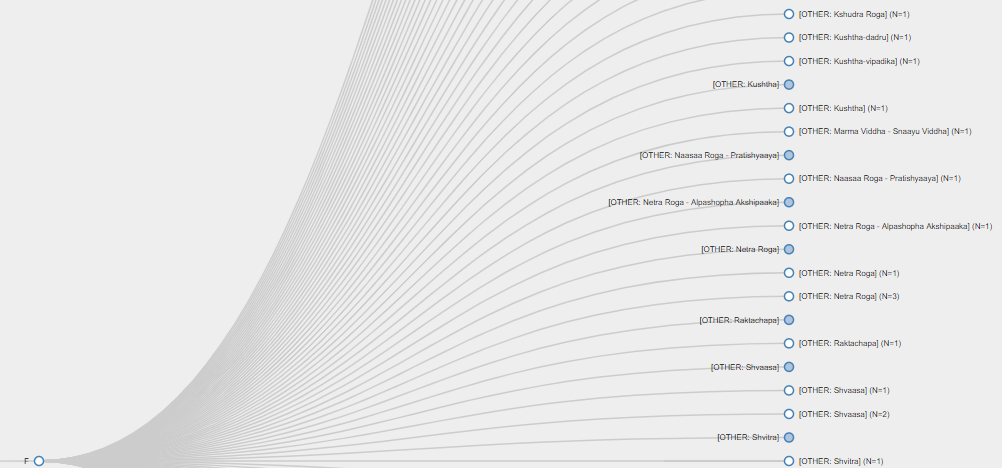 [OTHER: Kshudra Roga] (N=1)
[OTHER: Kushtha-dadru] (N=1)
[OTHER: Kushtha-vipadika] (N=1)
[OTHER: Kushtha]
[OTHER: Kushtha] (N=1)
[OTHER: Marma Viddha - Snaayu Viddha] (N=1)
[OTHER: Naasaa Roga - Pratishyaaya]
[OTHER: Naasaa Roga - Pratishyaaya] (N=1)
[OTHER: Netra Roga - Alpashopha Akshipaaka]
[OTHER: Netra Roga - Alpashopha Akshipaaka] (N=1)
[OTHER: Netra Roga]
[OTHER: Netra Roga] (N=1)
[OTHER: Netra Roga] (N=3)
[OTHER: Raktachapa]
[OTHER: Raktachapa] (N=1)
[OTHER: Shvaasa]
[OTHER: Shvaasa] (N=1)
[OTHER: Shvaasa] (N=2)
[OTHER: Shvitra]
F
[OTHER: Shvitra] (N=1)